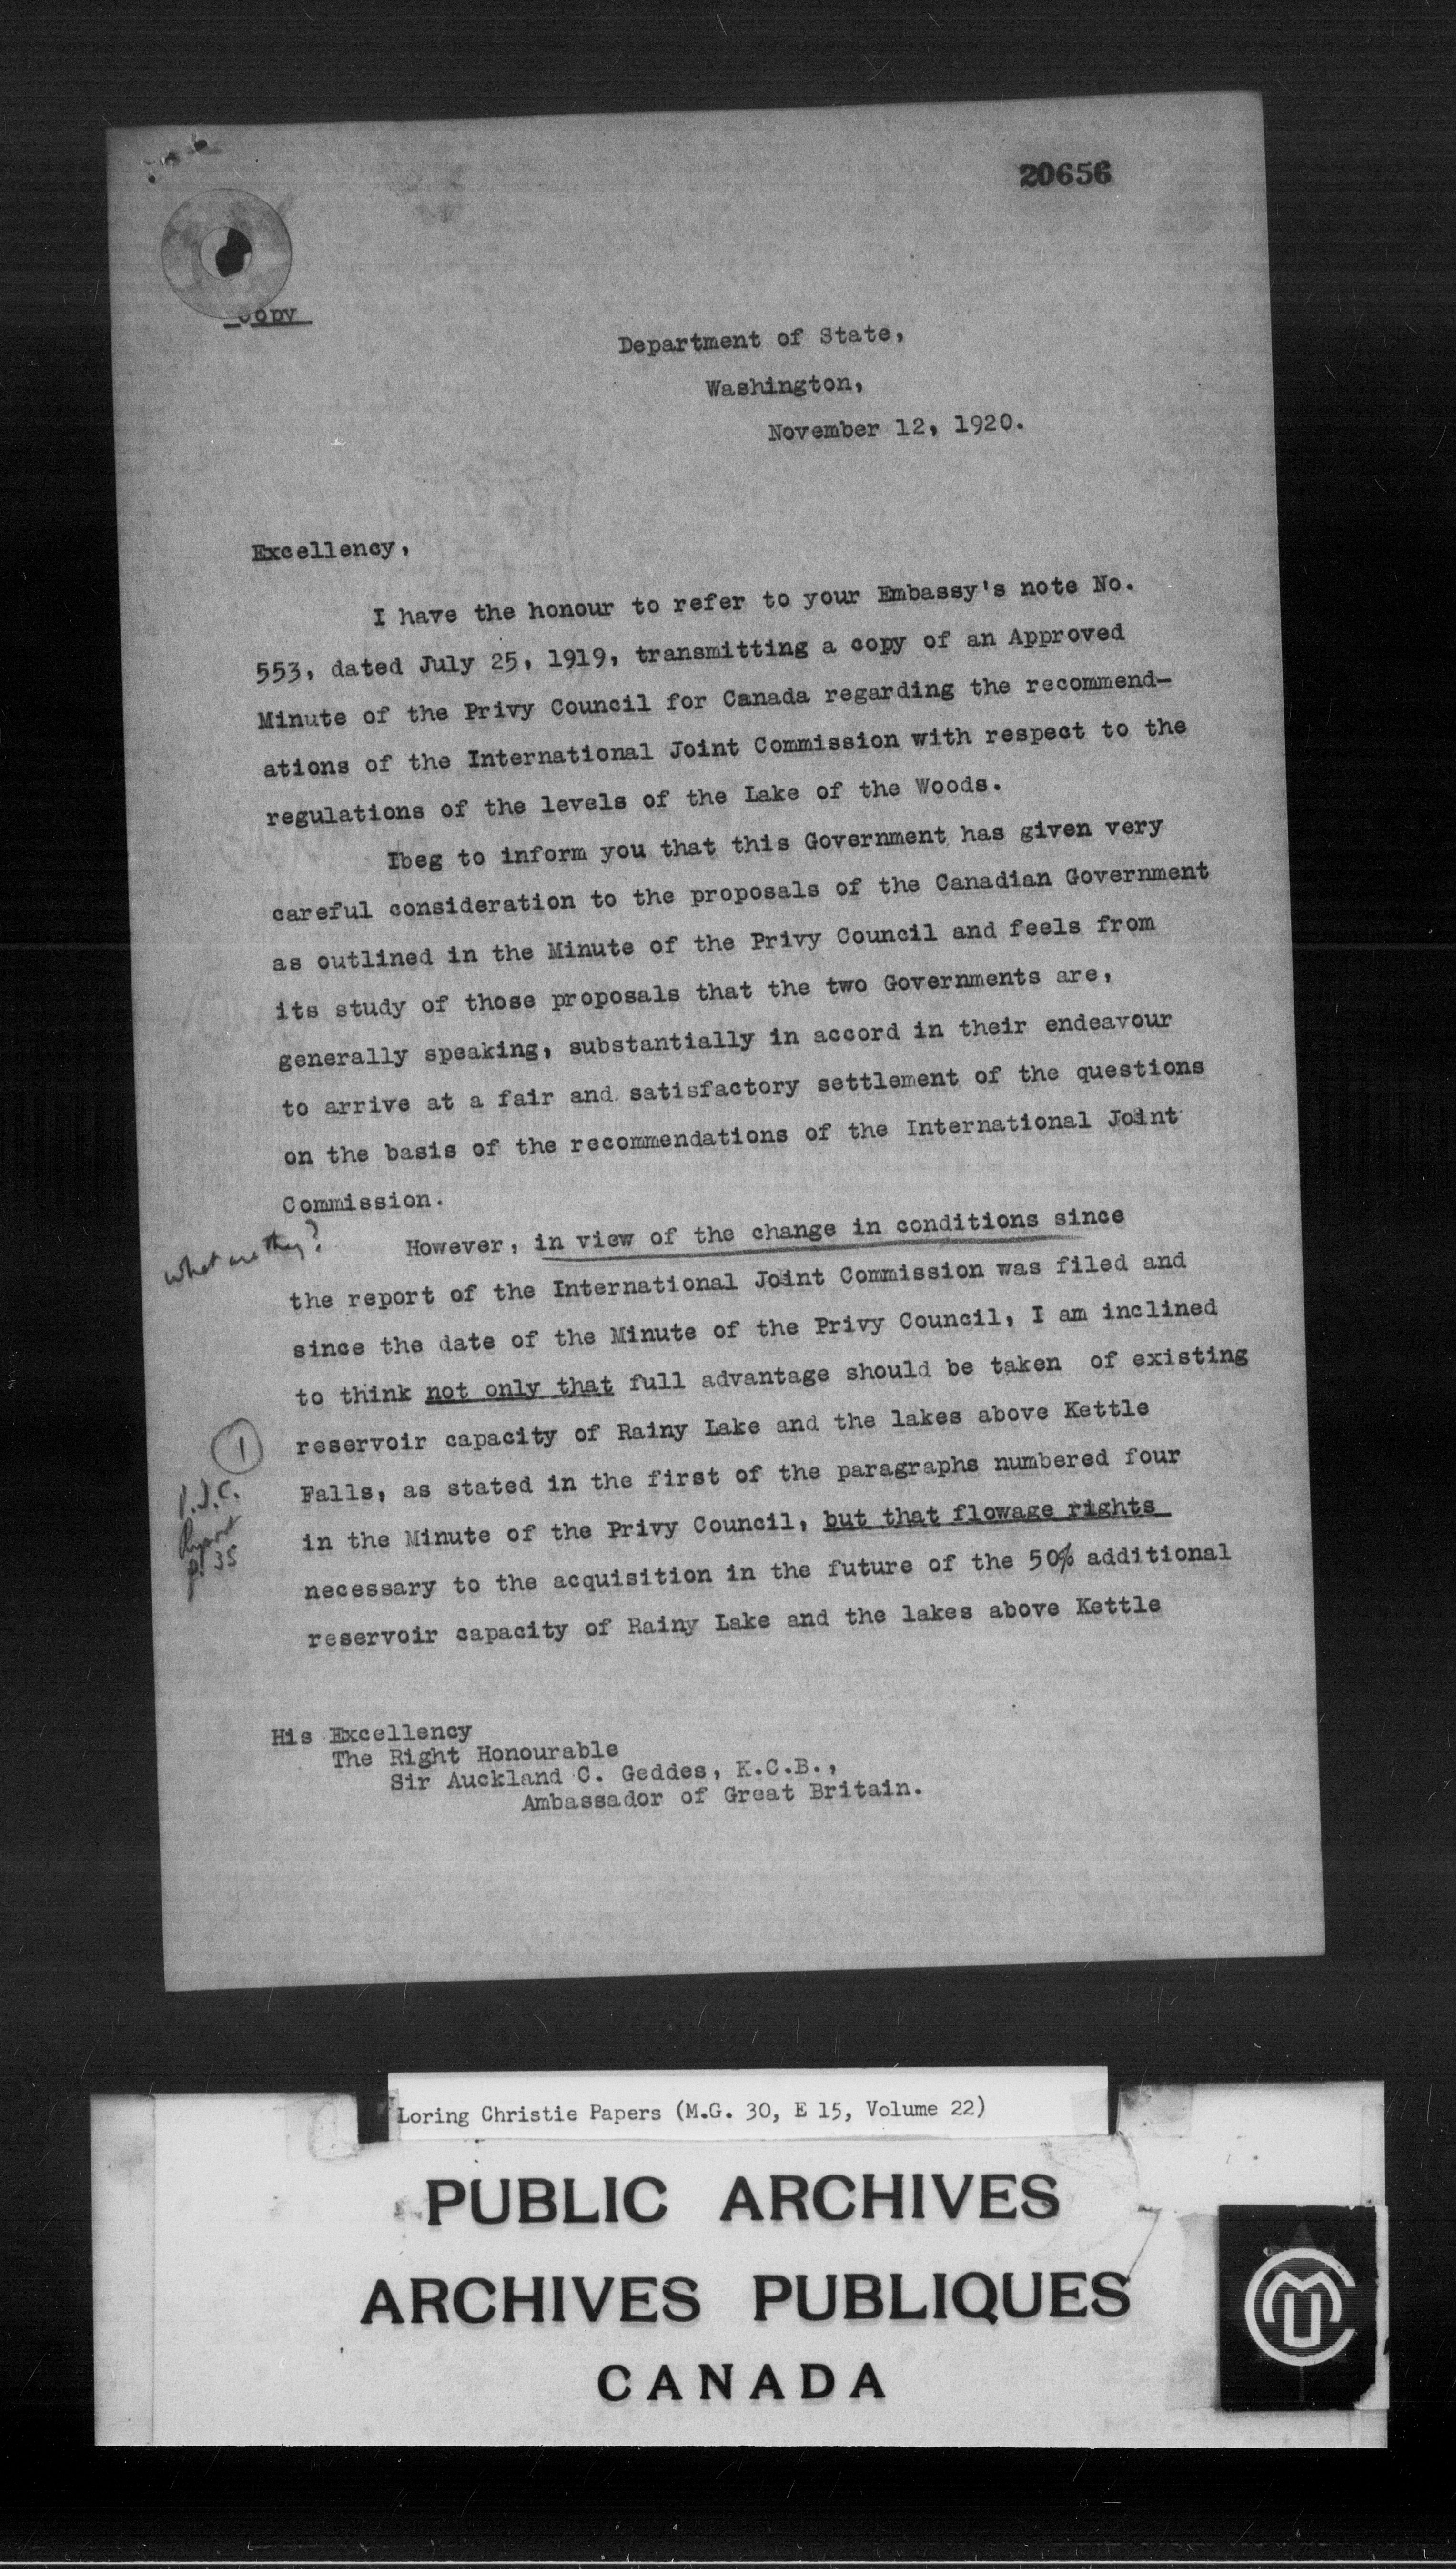 20656
Copy
Department of State,
Washington,
November 12, 1920.
Excellency,
I have the honour to refer to your Embassy's note No.
553, dated July 25, 1919, transmitting a copy of an Approved
Minute of the Privy Council for Canada regarding the recommend-
ations of the International Joint Commission with respect to the
regulations of the levels of the Lake of the Woods.
Ibeg to inform you that this Government has given very
careful consideration to the proposals of the Canadian Government
as outlined in the Minute of the Privy Council and feels from
its study of those proposals that the two Governments are,
generally speaking, substantially in accord in their endeavour
to arrive at a fair and satisfactory settlement of the questions
on the basis of the recommendations of the International Joint
Commission.
what are they?
However, in view of the change in conditions since
the report of the International Joint Commission was filed and
since the date of the Minute of the Privy Council, I am inclined
to think not only that full advantage should be taken of existing
1
reservoir capacity of Rainy Lake and the lakes above Kettle
I.J.C.
Report
p. 35
Falls, as stated in the first of the paragraphs numbered four
in the Minute of the Privy Council, but that flowage rights
necessary to the acquisition in the future of the 50% additional
reservoir capacity of Rainy Lake and the lakes above Kettle
His Excellency
The Right Honourable
Sir Auckland C. Geddes, K.C.B.,
Ambassador of Great Britain.
Loring Christie Papers (M.G. 30, E 15, Volume 22)
PUBLIC ARCHIVES
ARCHIVES PUBLIQUES
CANADA